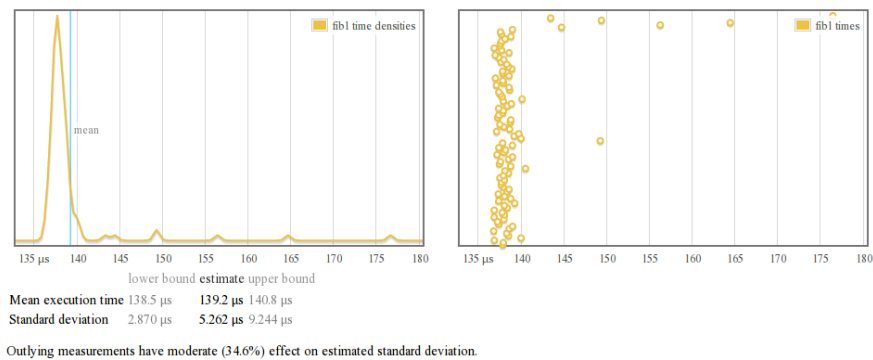 fib1 time densities
mean
135 μs 140 145 150 155 160 165 170 175 180
fib1 times
135 μs 140 145 150 155 160 165 170 175 180
lower bound estimate upper bound
Mean execution time 138.5 μs 139.2 μs 140.8 μs
Standard deviation 2.870 μs 5.262 μs 9.244 μs
Outlying measurements have moderate (34.6%) effect on estimated standard deviation.